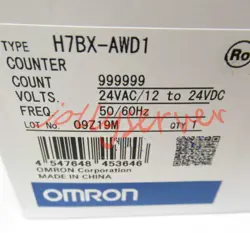 TYPE H7BX-AWD1
COUNTER
COUNT 999999
VOLTS. 24VAC/12 to 24VDC
FREQ. 50/60Hz
LOT No. 09Z19M QTY 1
4 547648 453646
OMRON Corporation
MADE IN CHINA
OMRON
Ro